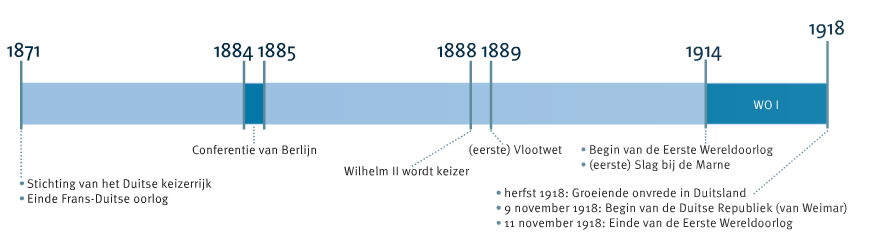 1871
1884 1885
1888 1889
1914
1918
WO I
Conferentie van Berlijn
Wilhelm II wordt keizer
(eerste) Vlootwet
• Begin van de Eerste Wereldoorlog
• (eerste) Slag bij de Marne
• Stichting van het Duitse keizerrijk
• Einde Frans-Duitse oorlog
• herfst 1918: Groeiende onvrede in Duitsland
• 9 november 1918: Begin van de Duitse Republiek (van Weimar)
• 11 november 1918: Einde van de Eerste Wereldoorlog